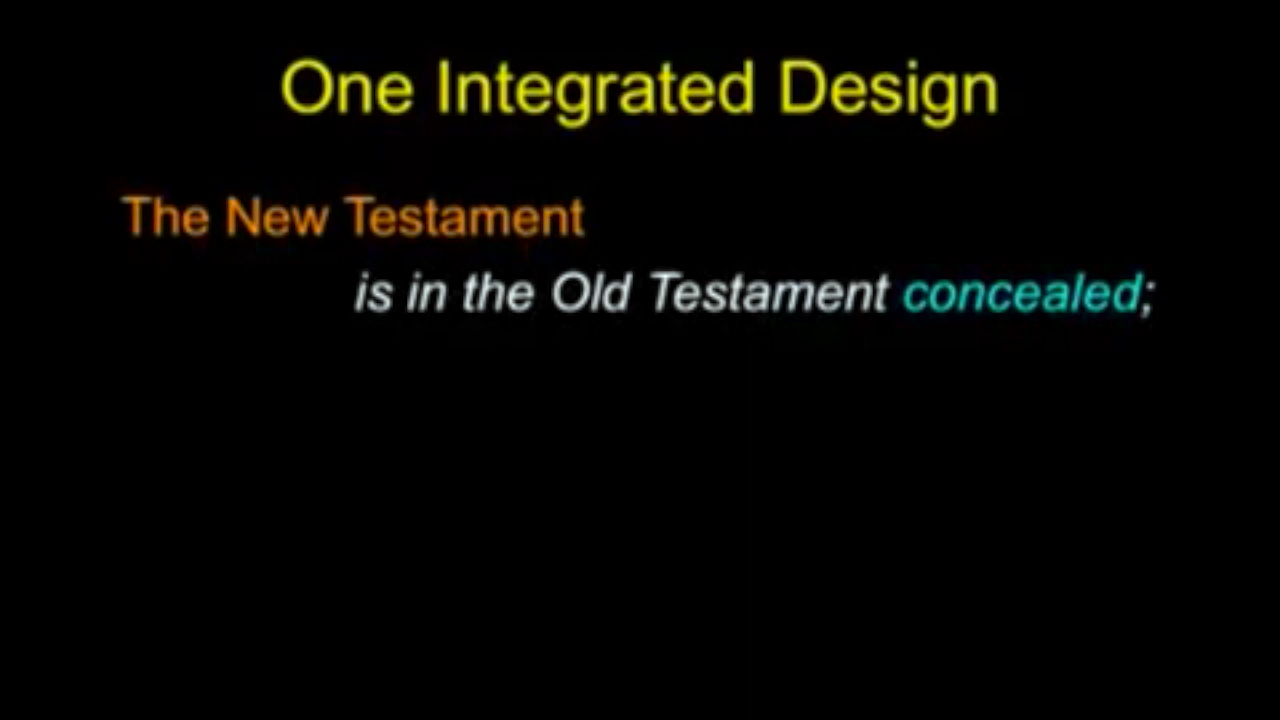 One Integrated Design
The New Testament
is in the Old Testament concealed;